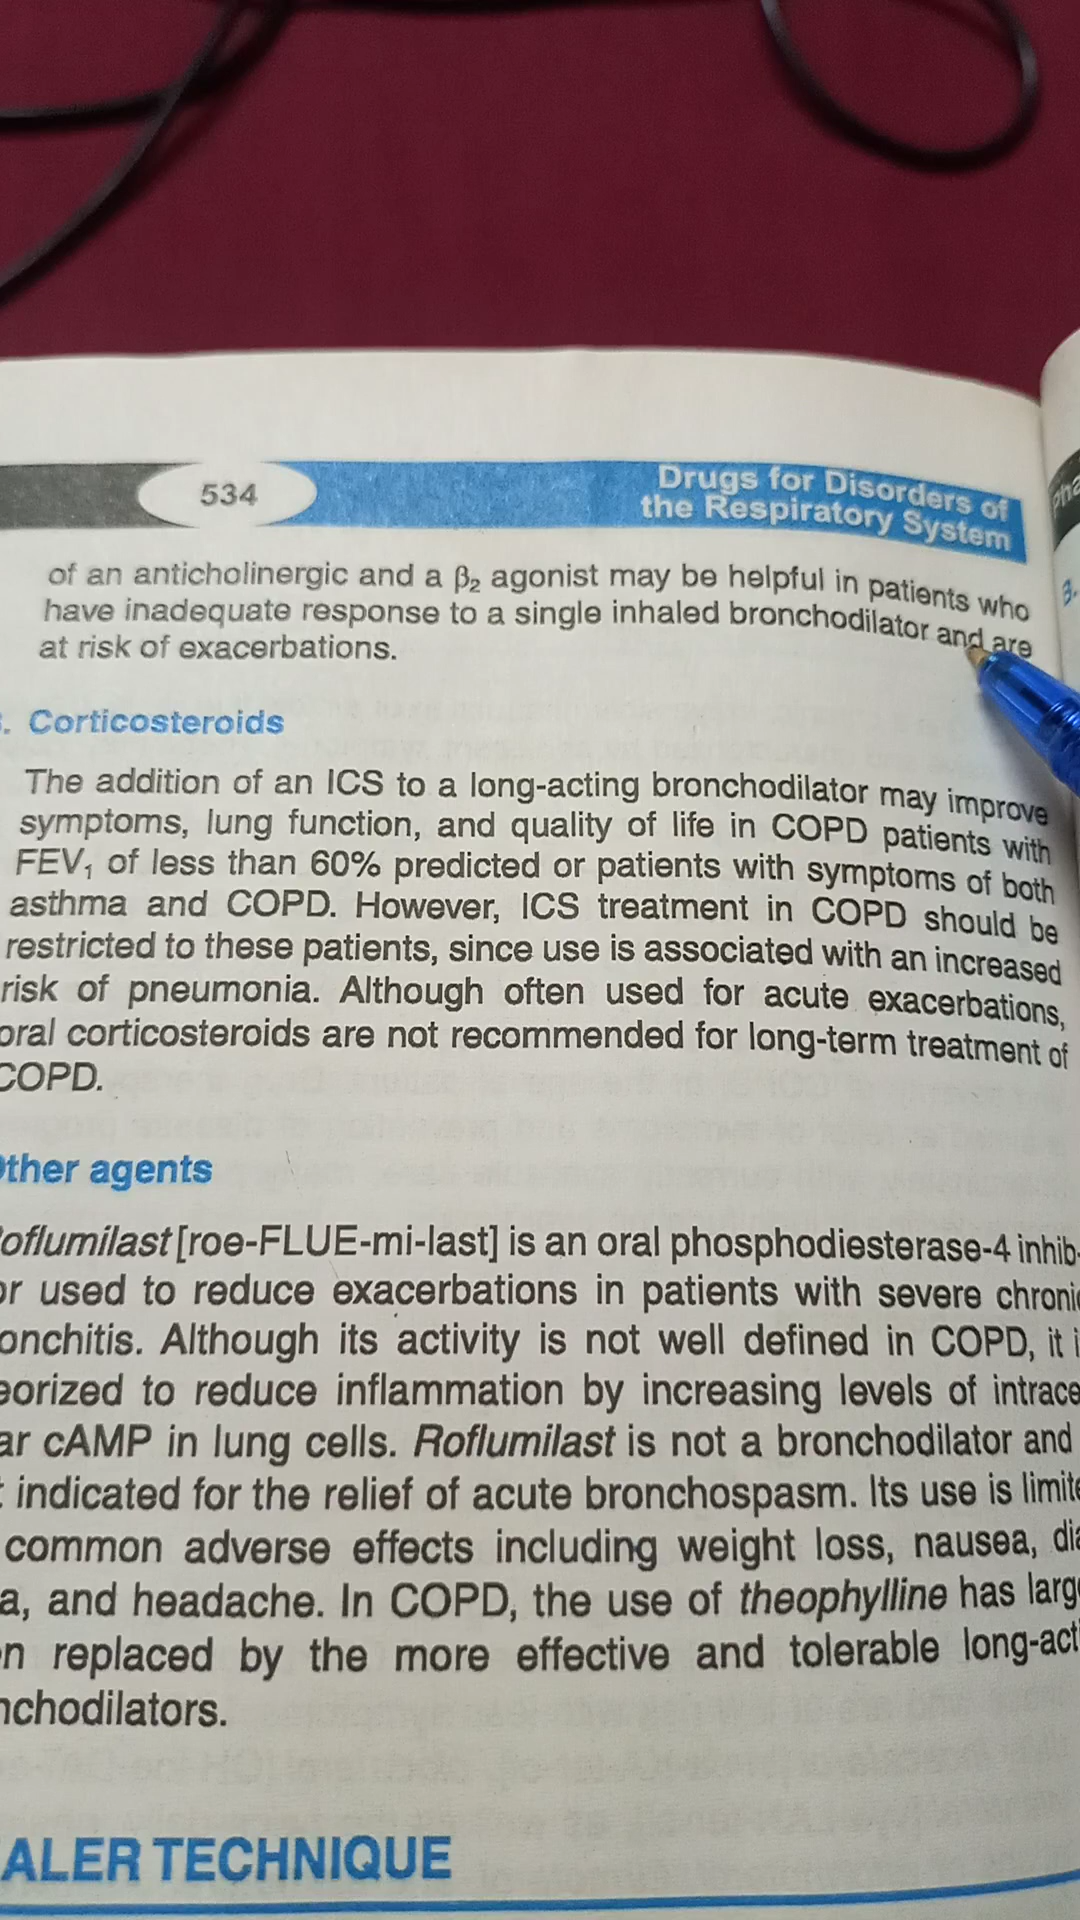 534
Drugs for Disorders of
the Respiratory System
of an anticholinergic and a β₂ agonist may be helpful in patients who
have inadequate response to a single inhaled bronchodilator and are
at risk of exacerbations.
. Corticosteroids
The addition of an ICS to a long-acting bronchodilator may improve
symptoms, lung function, and quality of life in COPD patients with
FEV₁ of less than 60% predicted or patients with symptoms of both
asthma and COPD. However, ICS treatment in COPD should be
restricted to these patients, since use is associated with an increased
risk of pneumonia. Although often used for acute exacerbations,
oral corticosteroids are not recommended for long-term treatment of
COPD.
Other agents
oflumilast [roe-FLUE-mi-last] is an oral phosphodiesterase-4 inhib-
or used to reduce exacerbations in patients with severe chronic
onchitis. Although its activity is not well defined in COPD, it i
eorized to reduce inflammation by increasing levels of intrace
ar cAMP in lung cells. Roflumilast is not a bronchodilator and
indicated for the relief of acute bronchospasm. Its use is limite
common adverse effects including weight loss, nausea, dia
a, and headache. In COPD, the use of theophylline has larg
n replaced by the more effective and tolerable long-acti
nchodilators.
ALER TECHNIQUE